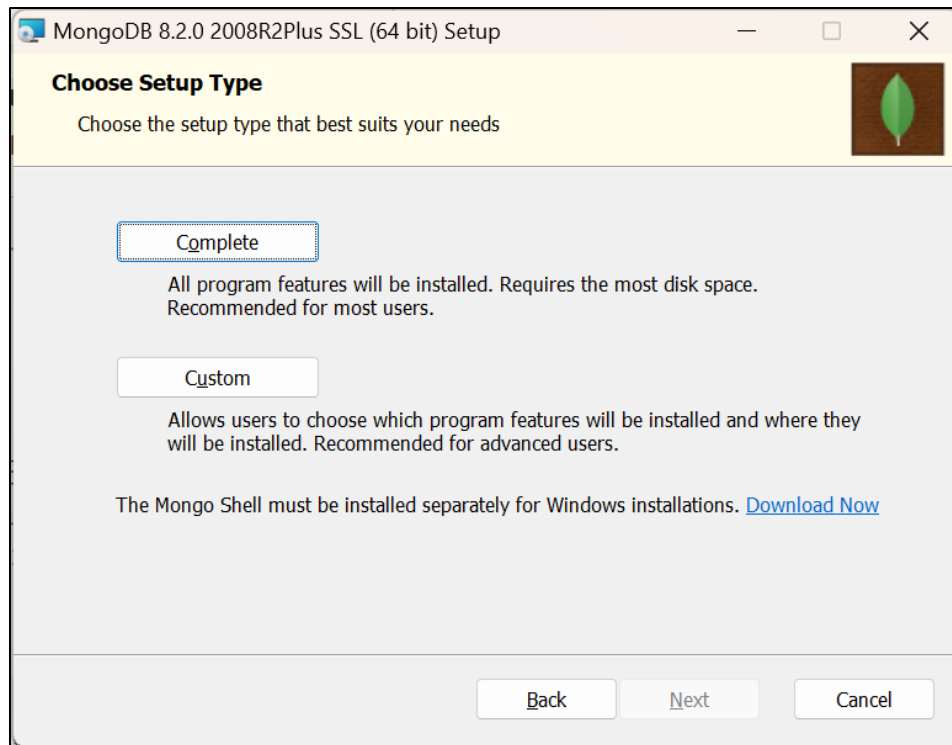 MongoDB 8.2.0 2008R2Plus SSL (64 bit) Setup
Choose Setup Type
Choose the setup type that best suits your needs
Complete
All program features will be installed. Requires the most disk space.
Recommended for most users.
Custom
Allows users to choose which program features will be installed and where they
will be installed. Recommended for advanced users.
The Mongo Shell must be installed separately for Windows installations. Download Now
Back Next Cancel